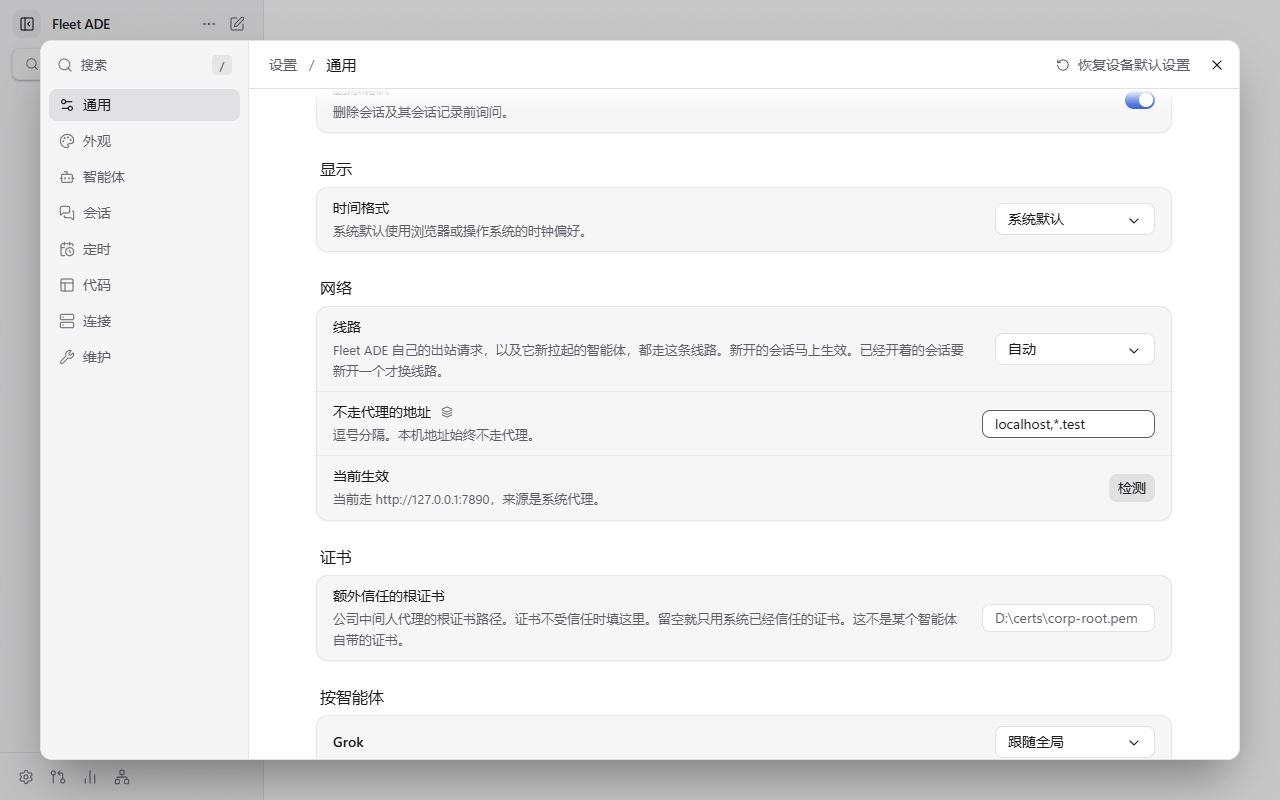 Fleet ADE
搜索
/
通用
外观
智能体
会话
定时
代码
连接
维护
设置 / 通用
恢复设备默认设置
删除会话及其会话记录前询问。
显示
时间格式
系统默认使用浏览器或操作系统的时钟偏好。
系统默认
网络
线路
Fleet ADE 自己的出站请求，以及它新拉起的智能体，都走这条线路。新开的会话马上生效。已经开着的会话要
新开一个才换线路。
自动
不走代理的地址
逗号分隔。本机地址始终不走代理。
localhost,*.test
当前生效
当前走 http://127.0.0.1:7890，来源是系统代理。
检测
证书
额外信任的根证书
公司中间人代理的根证书路径。证书不受信任时填这里。留空就只用系统已经信任的证书。这不是某个智能体
自带的证书。
D:\certs\corp-root.pem
按智能体
Grok
跟随全局